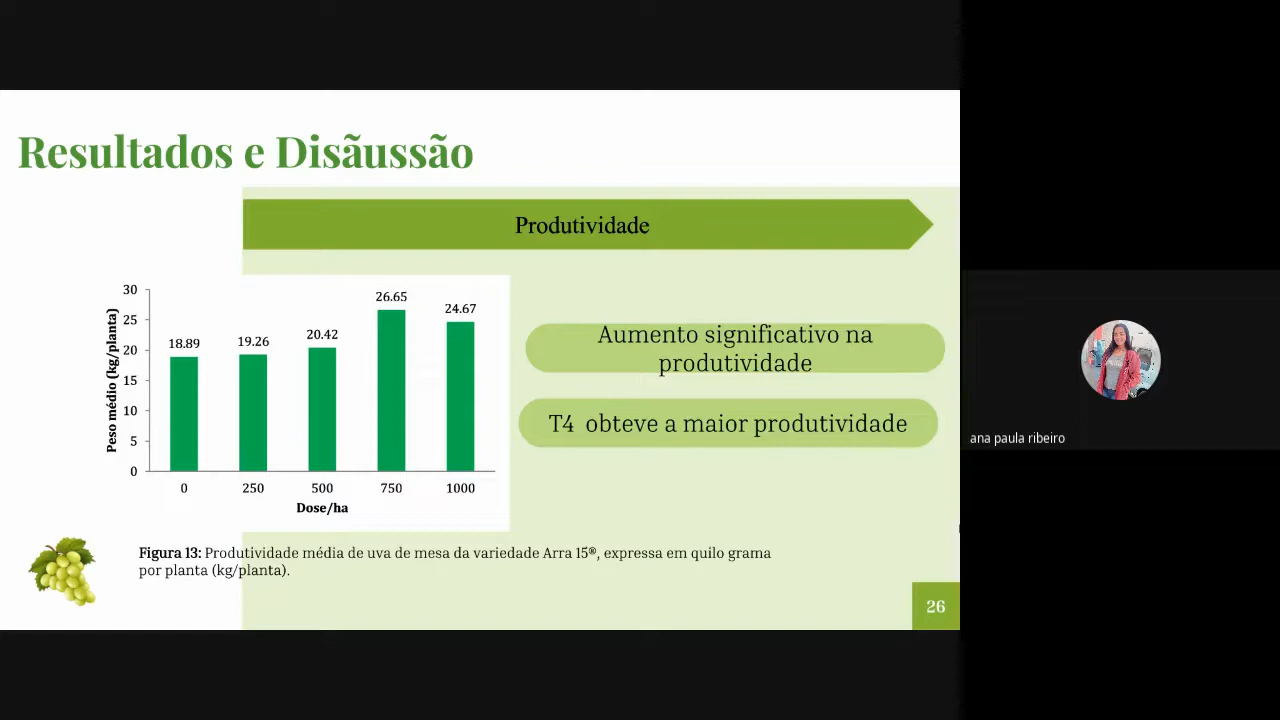 Resultados e Disãussão
Produtividade
Peso médio (kg/planta)
30
25
20
15
10
5
0
18.89
19.26
20.42
26.65
24.67
0
250
500
750
1000
Dose/ha
Aumento significativo na
produtividade
T4 obteve a maior produtividade
Figura 13: Produtividade média de uva de mesa da variedade Arra 15®, expressa em quilo grama
por planta (kg/planta).
26
ana paula ribeiro